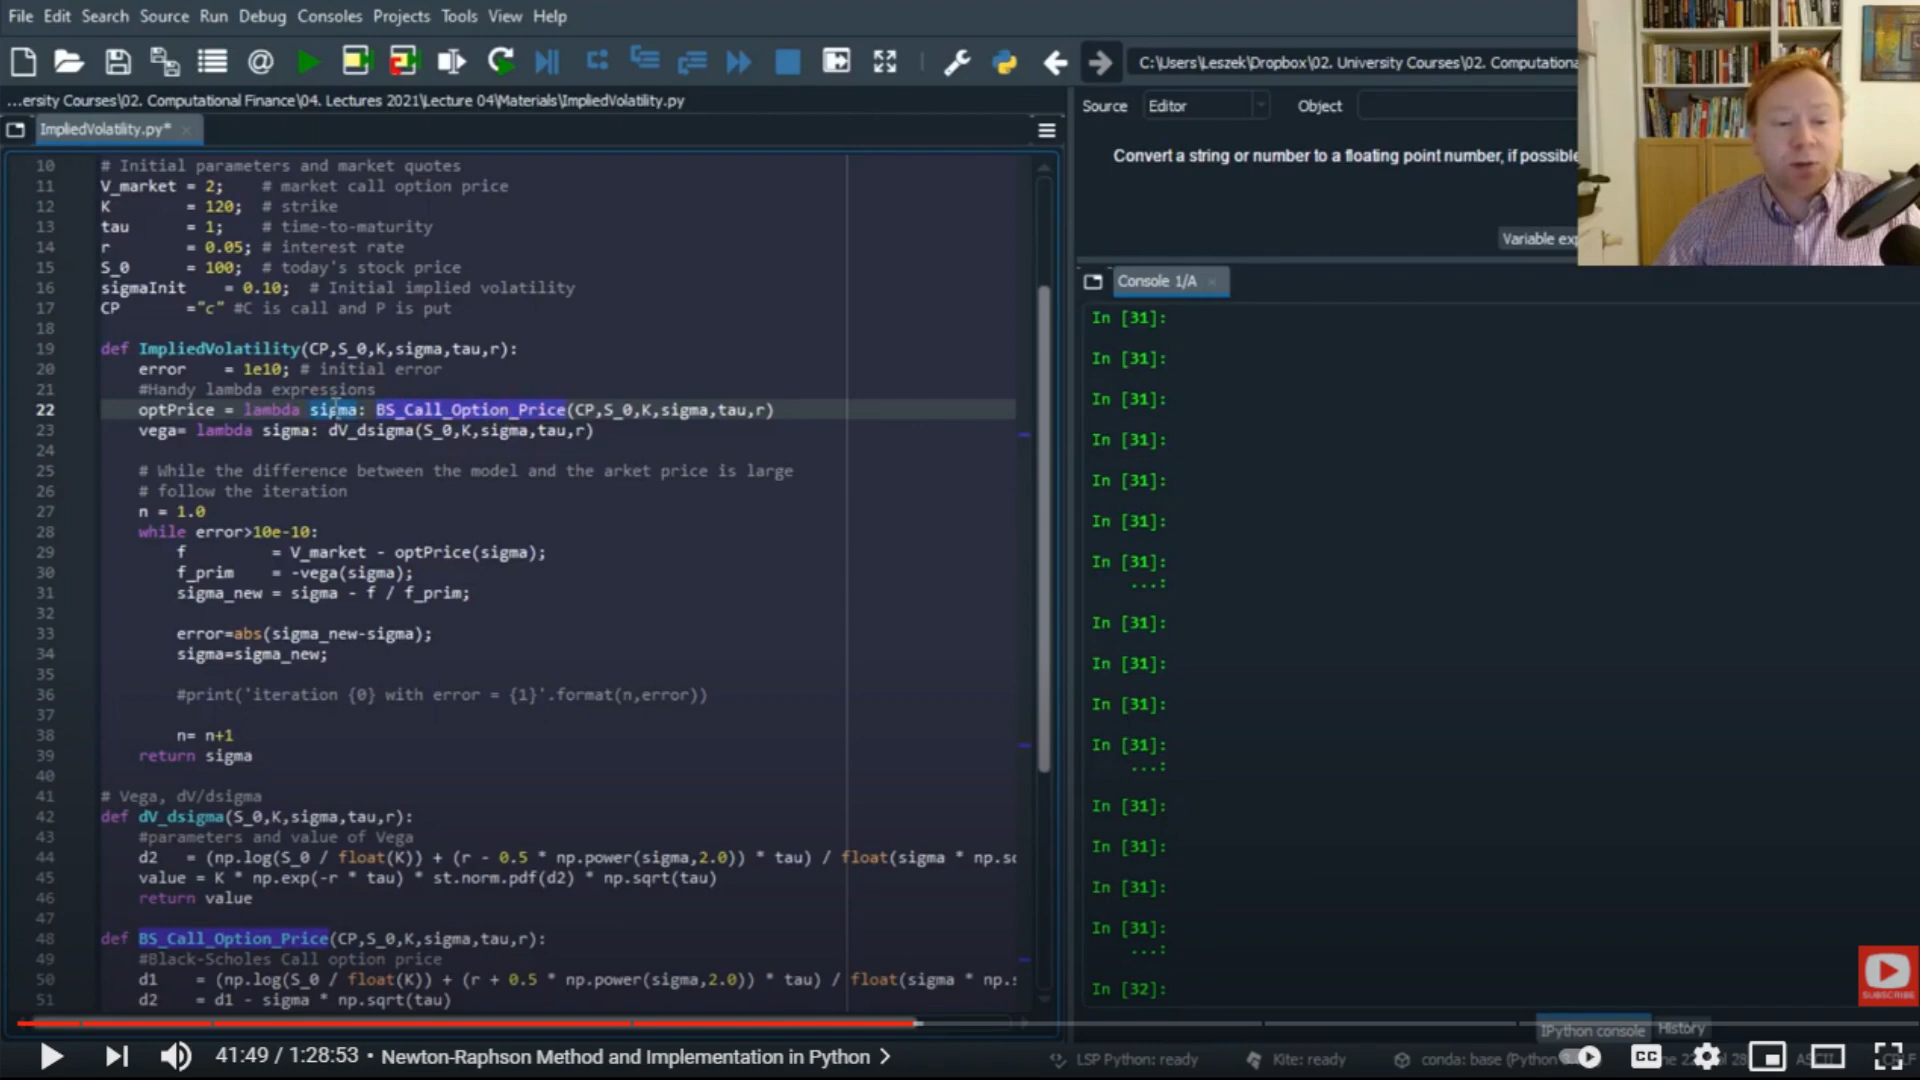 File Edit Search Source Run Debug Consoles Projects Tools View Help
C:\Users\Leszek\Dropbox\02. University Courses\02. Computationa
...ersity Courses\02. Computational Finance\04. Lectures 2021\Lecture 04\Materials\ImpliedVolatility.py
Source Editor Object
ImpliedVolatility.py*
Convert a string or number to a floating point number, if possible
Variable exp
Console 1/A
10 # Initial parameters and market quotes
11 V_market = 2; # market call option price
12 K = 120; # strike
13 tau = 1; # time-to-maturity
14 r = 0.05; # interest rate
15 S_0 = 100; # today's stock price
16 sigmaInit = 0.10; # Initial implied volatility
17 CP ="c" #C is call and P is put
18
19 def ImpliedVolatility(CP,S_0,K,sigma,tau,r):
20 error = 1e10; # initial error
21 #Handy lambda expressions
22 optPrice = lambda sigma: BS_Call_Option_Price(CP,S_0,K,sigma,tau,r)
23 vega= lambda sigma: dV_dsigma(S_0,K,sigma,tau,r)
24
25 # While the difference between the model and the arket price is large
26 # follow the iteration
27 n = 1.0
28 while error>10e-10:
29 f = V_market - optPrice(sigma);
30 f_prim = -vega(sigma);
31 sigma_new = sigma - f / f_prim;
32
33 error=abs(sigma_new-sigma);
34 sigma=sigma_new;
35
36 #print('iteration {0} with error = {1}'.format(n,error))
37
38 n= n+1
39 return sigma
40
41 # Vega, dV/dsigma
42 def dV_dsigma(S_0,K,sigma,tau,r):
43 #parameters and value of Vega
44 d2 = (np.log(S_0 / float(K)) + (r - 0.5 * np.power(sigma,2.0)) * tau) / float(sigma * np.sc
45 value = K * np.exp(-r * tau) * st.norm.pdf(d2) * np.sqrt(tau)
46 return value
47
48 def BS_Call_Option_Price(CP,S_0,K,sigma,tau,r):
49 #Black-Scholes Call option price
50 d1 = (np.log(S_0 / float(K)) + (r + 0.5 * np.power(sigma,2.0)) * tau) / float(sigma * np.s
51 d2 = d1 - sigma * np.sqrt(tau)
In [31]:
In [31]:
In [31]:
In [31]:
In [31]:
In [31]:
In [31]:
...:
In [31]:
In [31]:
In [31]:
In [31]:
...:
In [31]:
In [31]:
In [31]:
In [31]:
...:
In [32]:
SUBSCRIBE
IPython console History
41:49 / 1:28:53 • Newton-Raphson Method and Implementation in Python
LSP Python: ready Kite: ready conda: base (Python CC